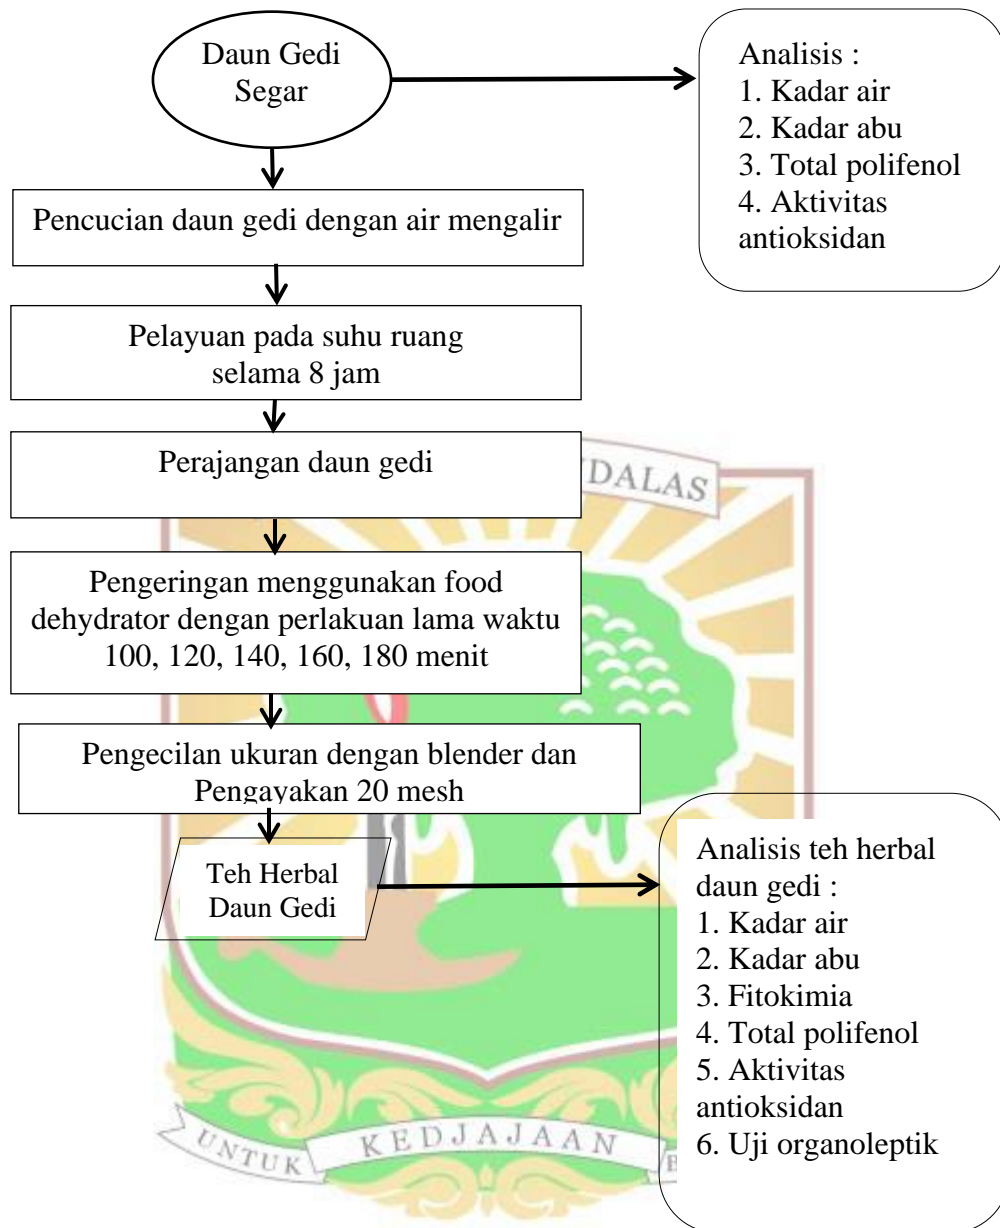 Daun Gedi
Segar
Analisis :
1. Kadar air
2. Kadar abu
3. Total polifenol
4. Aktivitas
antioksidan
Pencucian daun gedi dengan air mengalir
Pelayuan pada suhu ruang
selama 8 jam
Perajangan daun gedi
DALAS
Pengeringan menggunakan food
dehydrator dengan perlakuan lama waktu
100, 120, 140, 160, 180 menit
Pengecilan ukuran dengan blender dan
Pengayakan 20 mesh
Teh Herbal
Daun Gedi
Analisis teh herbal
daun gedi :
1. Kadar air
2. Kadar abu
3. Fitokimia
4. Total polifenol
5. Aktivitas
antioksidan
6. Uji organoleptik
UNTUK KEDJAJAAN